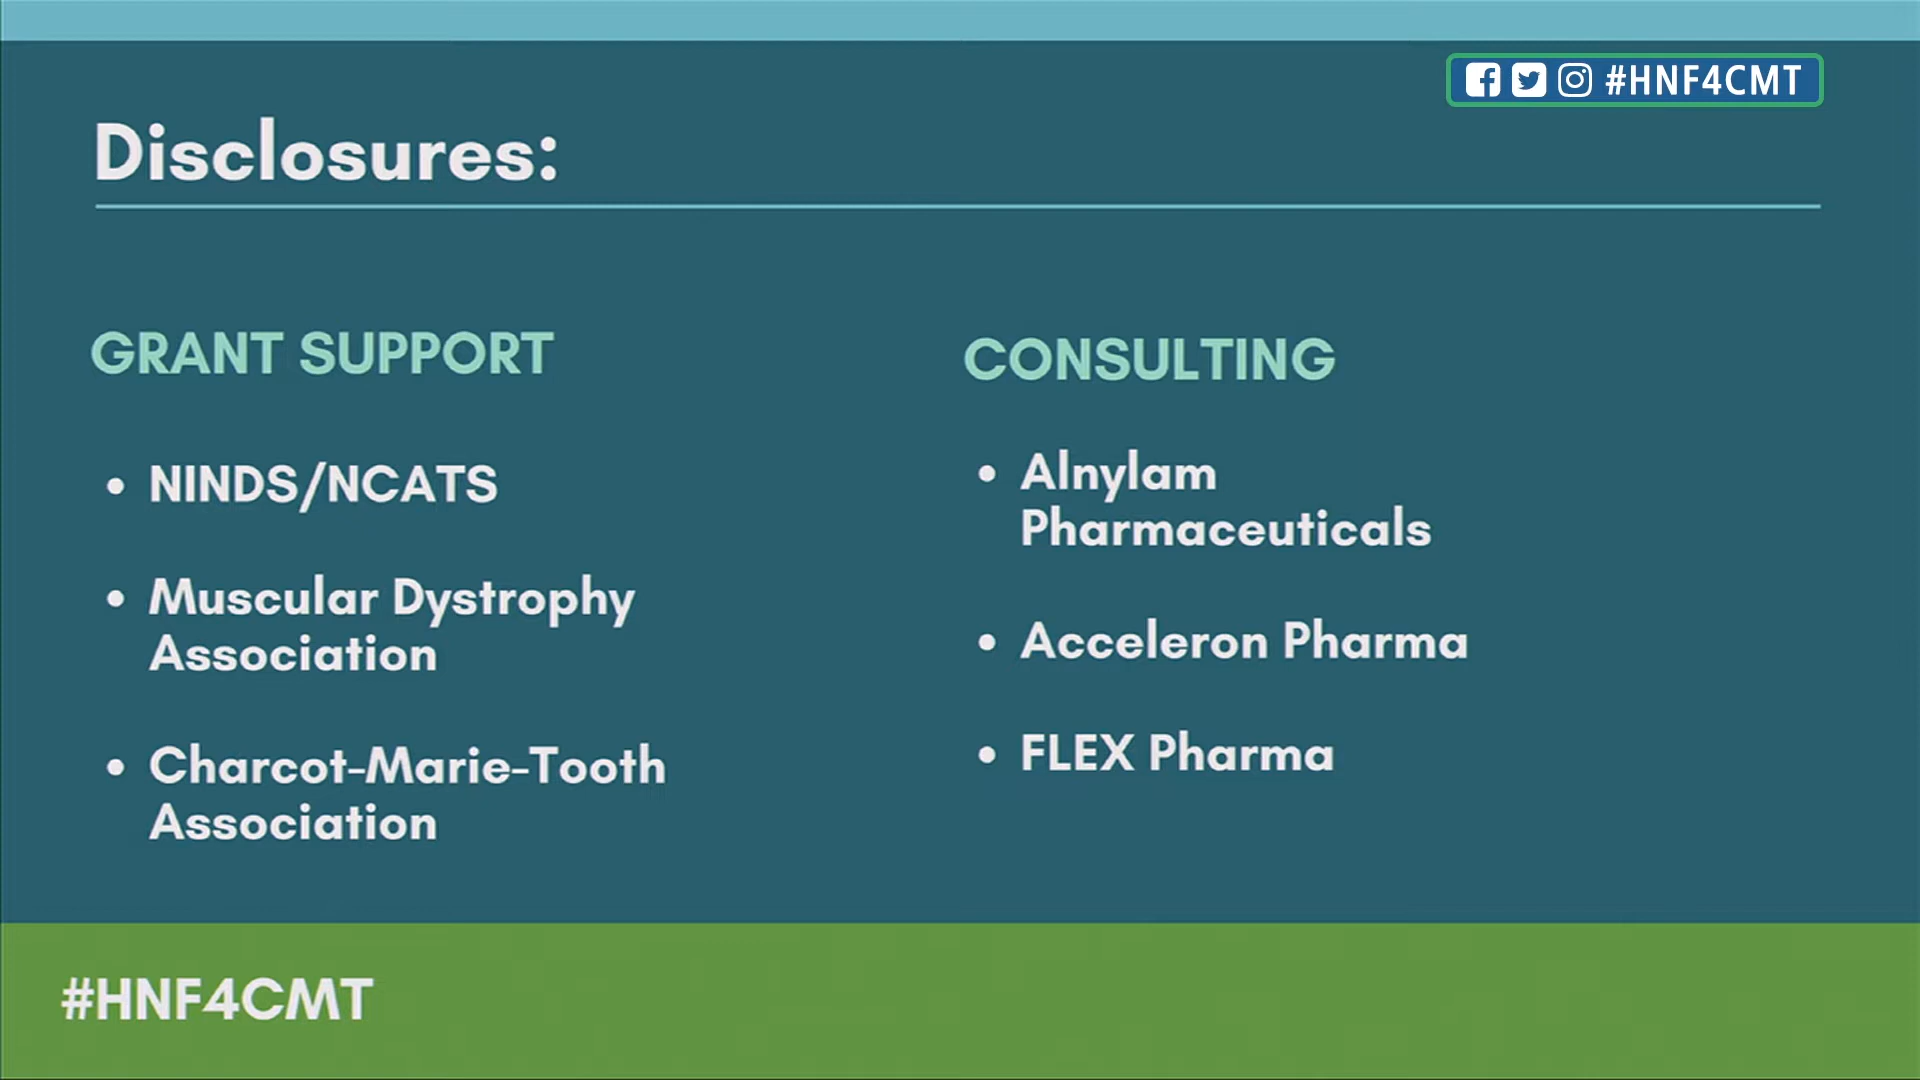 #HNF4CMT
Disclosures:
GRANT SUPPORT
• NINDS/NCATS
• Muscular Dystrophy
Association
• Charcot-Marie-Tooth
Association
CONSULTING
• Alnylam
Pharmaceuticals
• Acceleron Pharma
• FLEX Pharma
#HNF4CMT